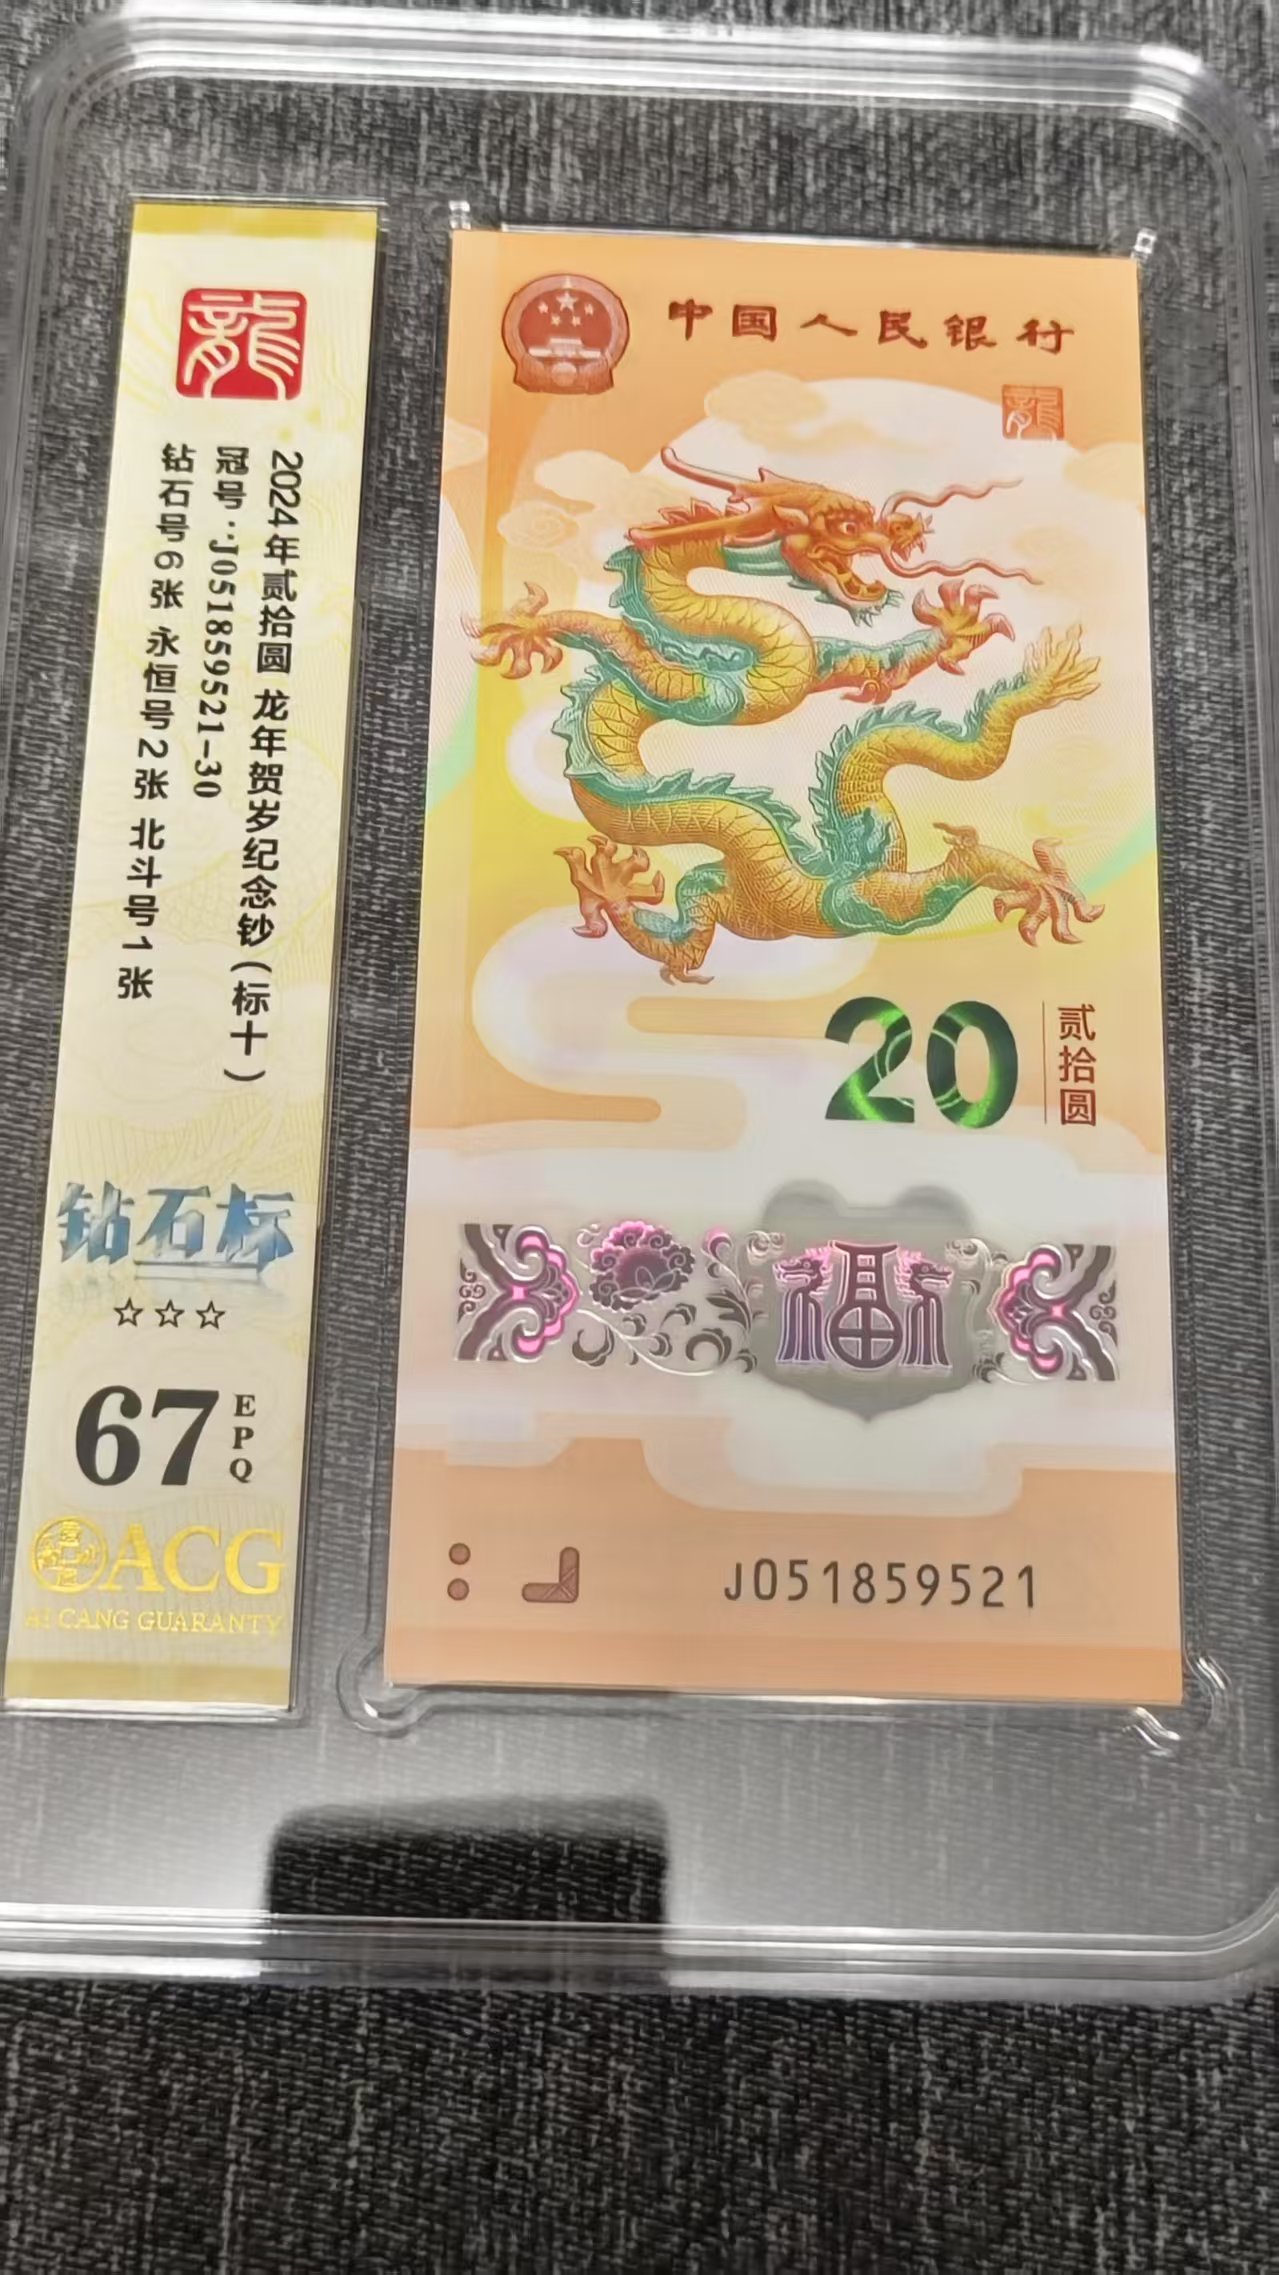 龍
2024年贰拾圆 龙年贺岁纪念钞（标十）
冠号：J051859521-30
钻石号6张 永恒号2张 北斗号1张
钻石标
☆☆☆
67 EPQ
ACG
AI CANG GUARANTY
中国人民银行
龍
20 贰拾圆
福
J051859521